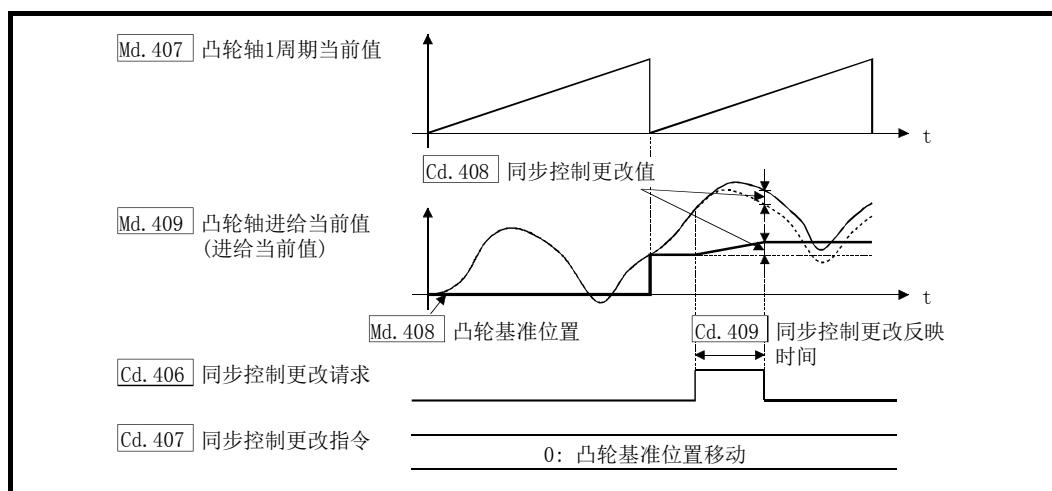 Md. 407 凸轮轴1周期当前值
t
Cd. 408 同步控制更改值
Md. 409 凸轮轴进给当前值
(进给当前值)
t
Md. 408 凸轮基准位置
Cd. 409 同步控制更改反映
时间
Cd. 406 同步控制更改请求
Cd. 407 同步控制更改指令
0: 凸轮基准位置移动